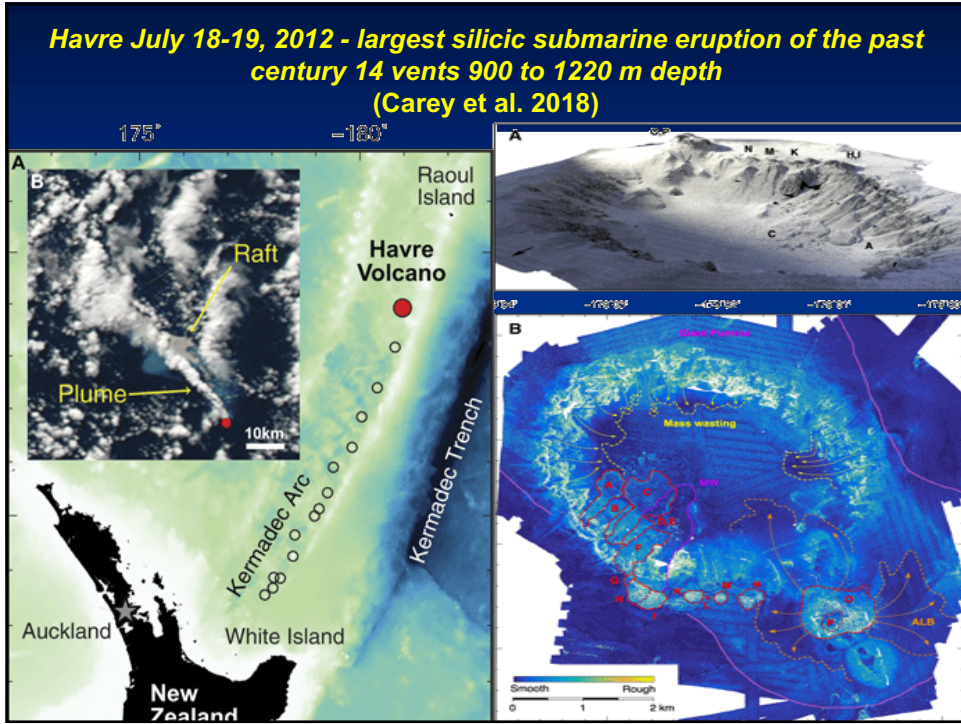 Havre July 18-19, 2012 - largest silicic submarine eruption of the past
century 14 vents 900 to 1220 m depth
(Carey et al. 2018)
175°
-180°
A
B
Raoul
Island
Havre
Volcano
Raft
Plume
10km
Kermadec Arc
Kermadec Trench
Auckland
White Island
New
Zealand
A
N M K H,I
C
A
B
Giant Pumice
Mass wasting
MW
A
C
B
F
G
H
I
K
L
M
N
O
P
ALB
Smooth Rough
0 1 2 km